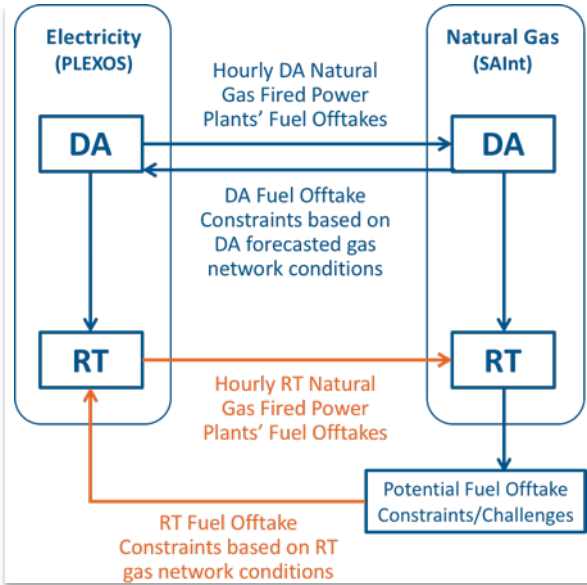 Electricity
(PLEXOS)
Natural Gas
(SAInt)
Hourly DA Natural
Gas Fired Power
Plants' Fuel Offtakes
DA
DA
DA Fuel Offtake
Constraints based on
DA forecasted gas
network conditions
RT
RT
Hourly RT Natural
Gas Fired Power
Plants' Fuel Offtakes
Potential Fuel Offtake
Constraints/Challenges
RT Fuel Offtake
Constraints based on RT
gas network conditions